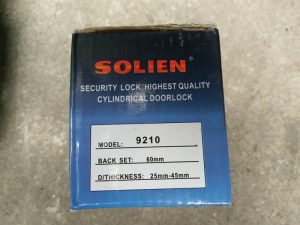 SOLIEN
SECURITY LOCK, HIGHEST QUALITY
CYLINDRICAL DOORLOCK
MODEL: 9210
BACK SET: 60mm
D/THICKNESS: 25mm-45mm